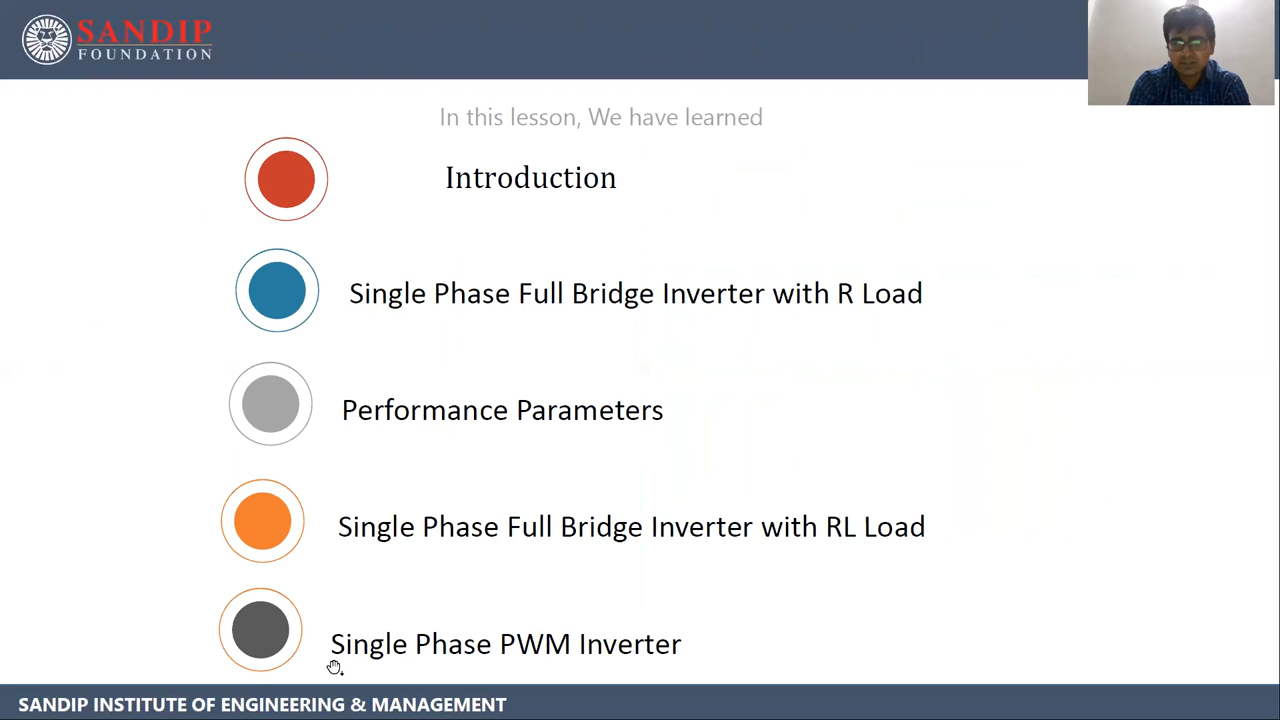 SANDIP
FOUNDATION
In this lesson, We have learned
Introduction
Single Phase Full Bridge Inverter with R Load
Performance Parameters
Single Phase Full Bridge Inverter with RL Load
Single Phase PWM Inverter
SANDIP INSTITUTE OF ENGINEERING & MANAGEMENT